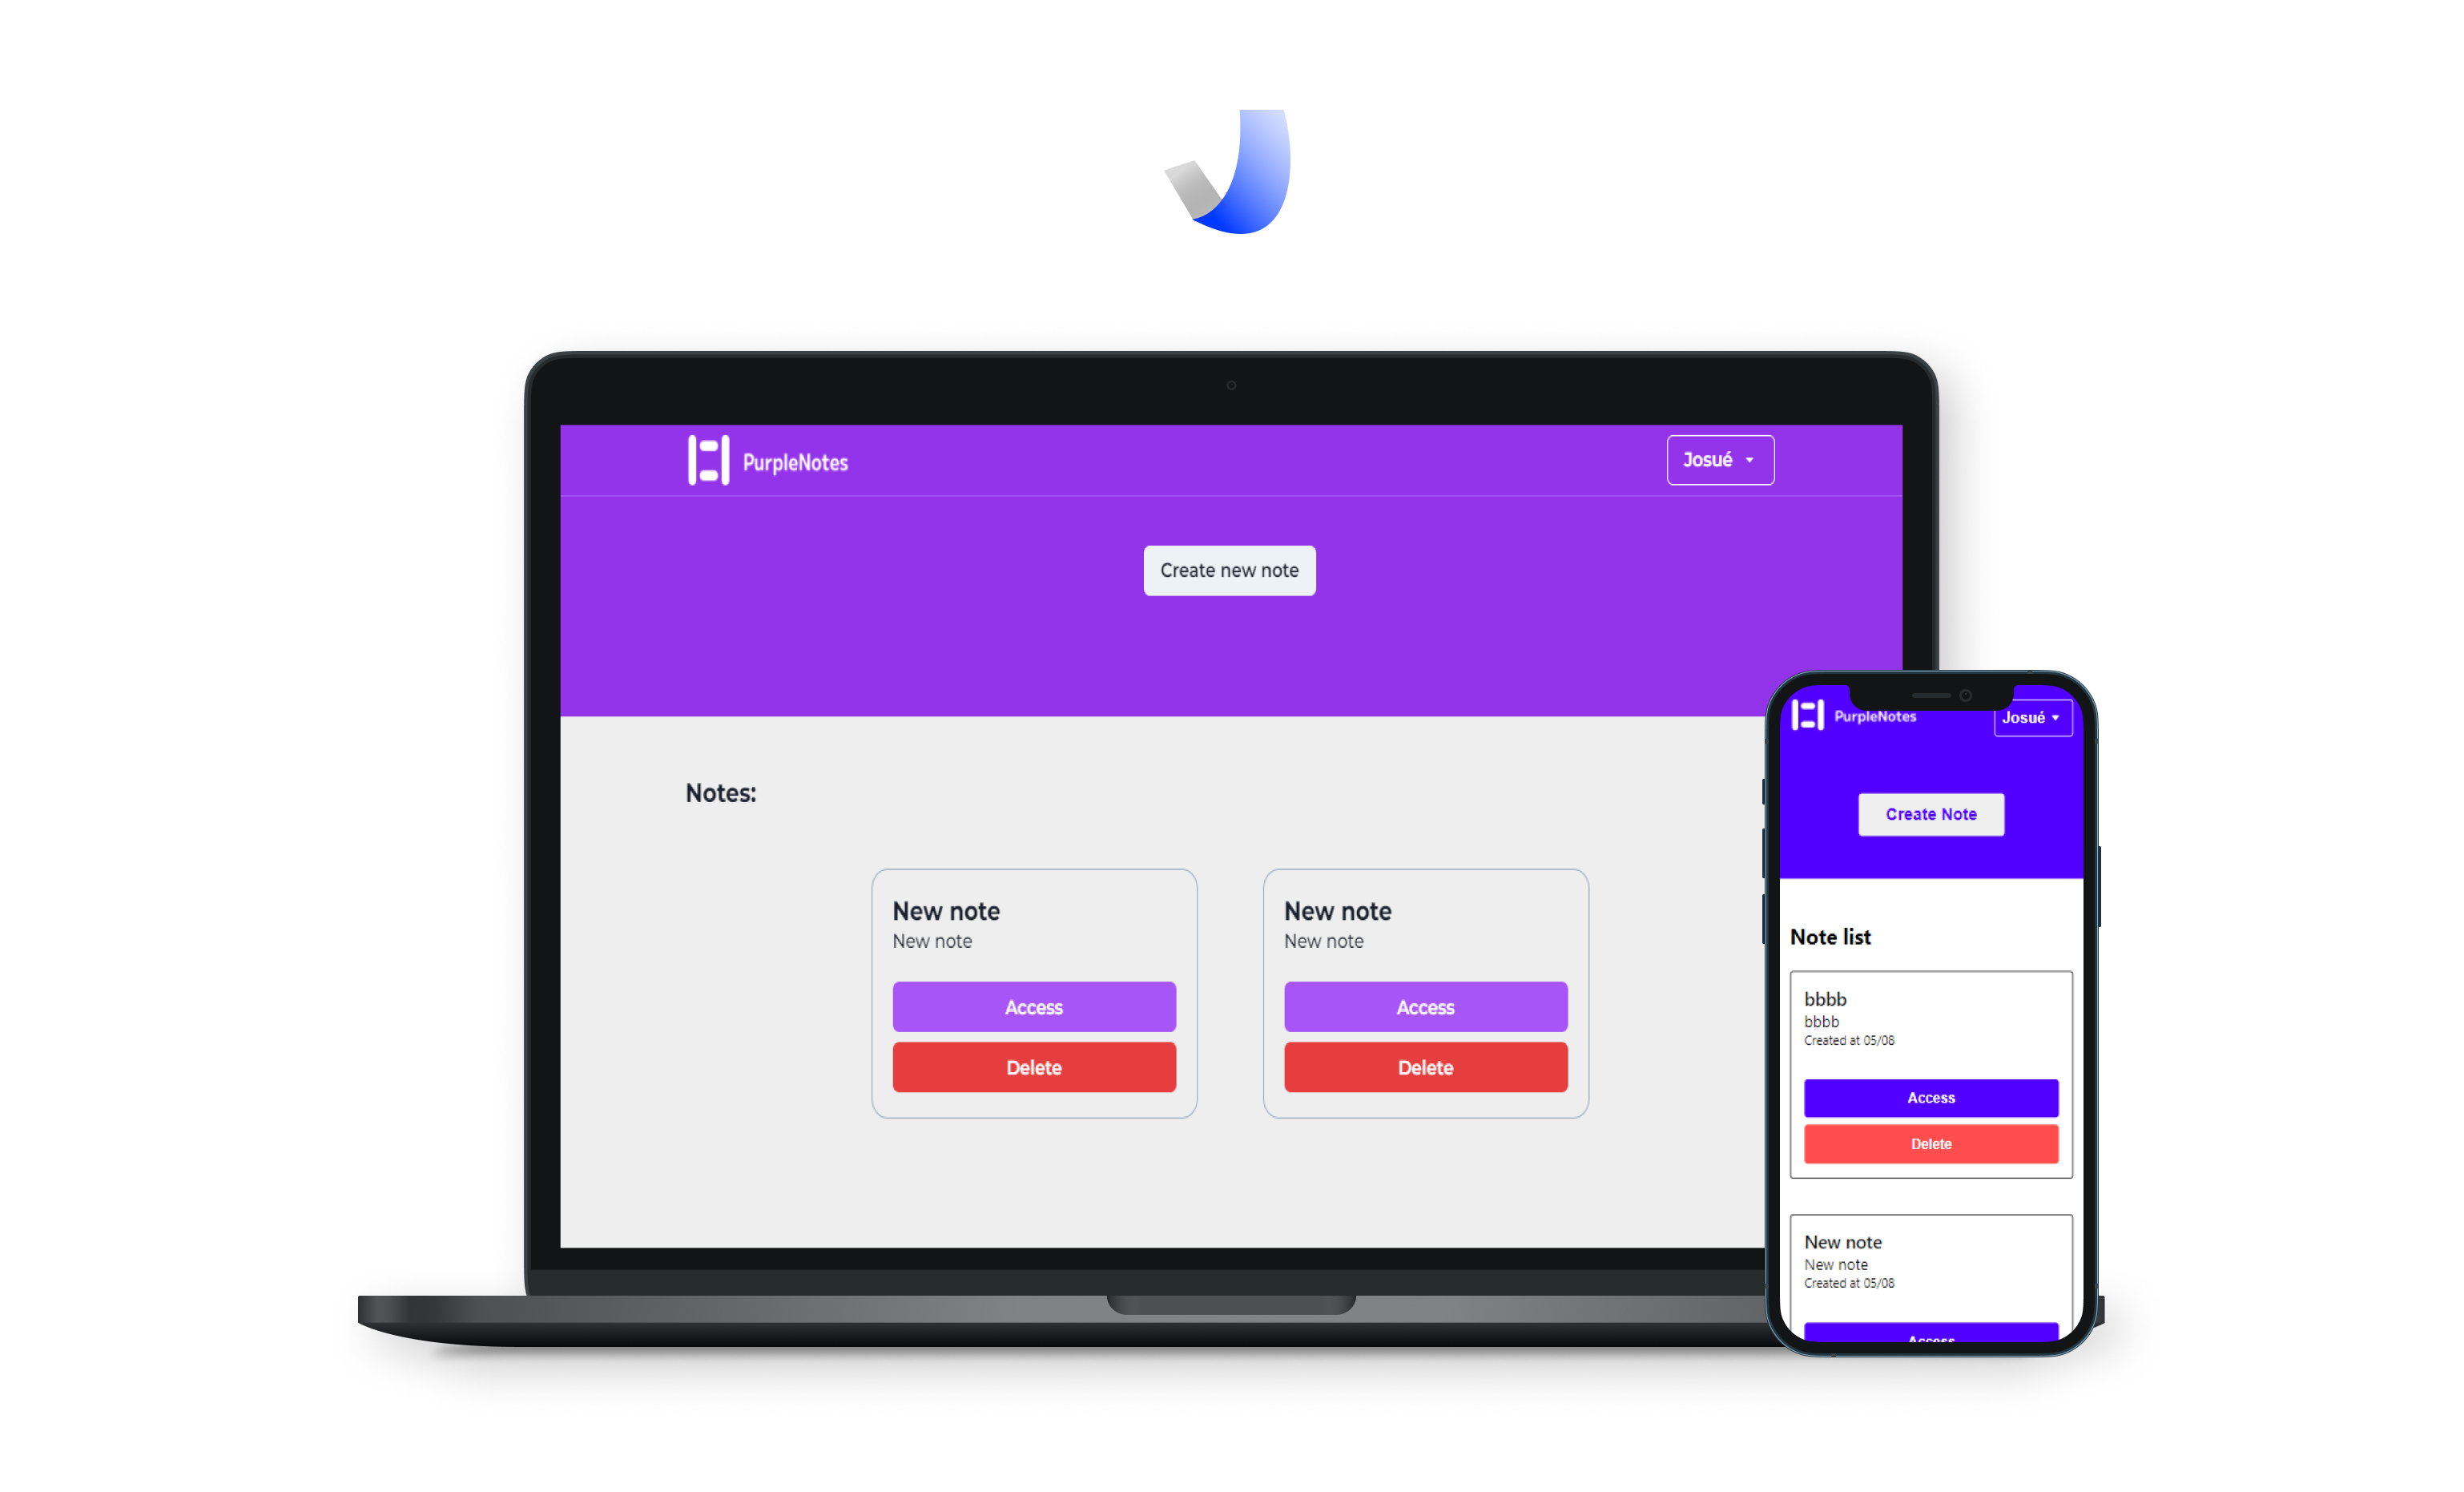 PurpleNotes
Josué
Create new note
Notes:
New note
New note
Access
Delete
New note
New note
Access
Delete
PurpleNotes
Josué
Create Note
Note list
bbbb
bbbb
Created at 05/08
Access
Delete
New note
New note
Created at 05/08
Access